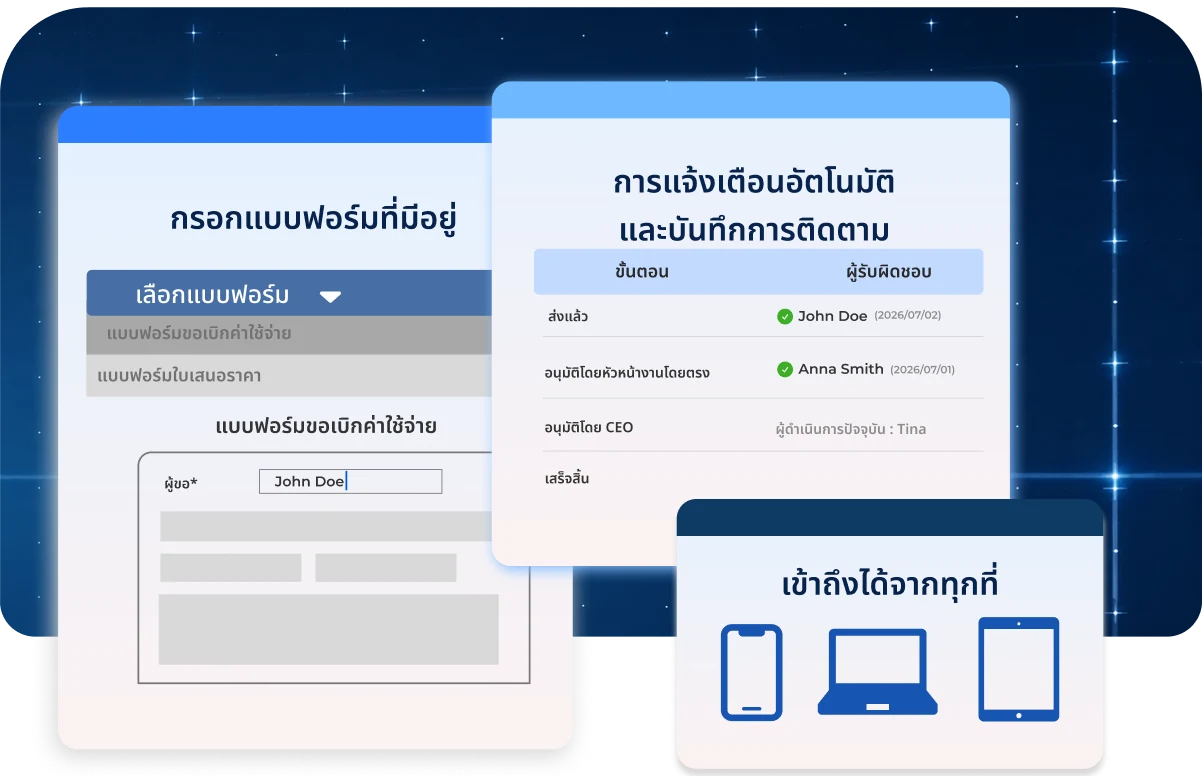 กรอกแบบฟอร์มที่มีอยู่
เลือกแบบฟอร์ม
แบบฟอร์มขอเบิกค่าใช้จ่าย
แบบฟอร์มใบเสนอราคา
แบบฟอร์มขอเบิกค่าใช้จ่าย
ผู้ขอ* John Doe
การแจ้งเตือนอัตโนมัติ
และบันทึกการติดตาม
ขั้นตอน ผู้รับผิดชอบ
ส่งแล้ว John Doe (2026/07/02)
อนุมัติโดยหัวหน้างานโดยตรง Anna Smith (2026/07/01)
อนุมัติโดย CEO ผู้ดำเนินการปัจจุบัน : Tina
เสร็จสิ้น
เข้าถึงได้จากทุกที่